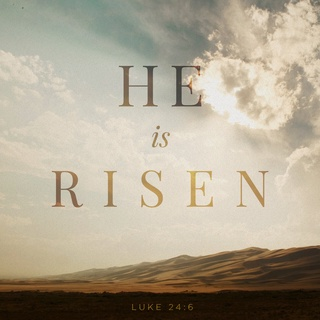 HE
is
RISEN
LUKE 24:6